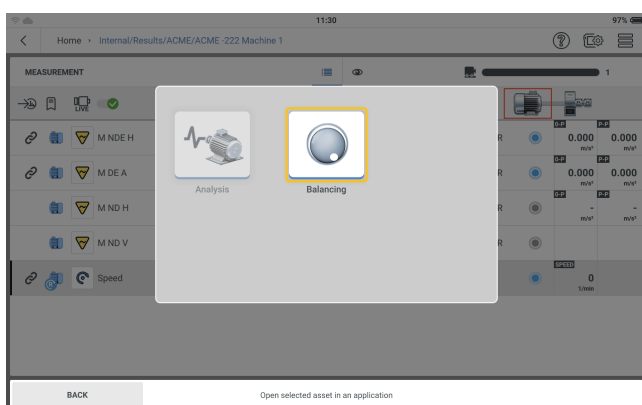 11:30
97%
Home › Internal/Results/ACME/ACME -222 Machine 1
MEASUREMENT
1
LIVE
M NDE H
R
0-P
0.000
m/s²
P-P
0.000
m/s²
M DE A
R
0-P
0.000
m/s²
P-P
0.000
m/s²
M ND H
R
0-P
-
m/s²
P-P
-
m/s²
M ND V
R
Speed
SPEED
0
1/min
Analysis
Balancing
BACK
Open selected asset in an application